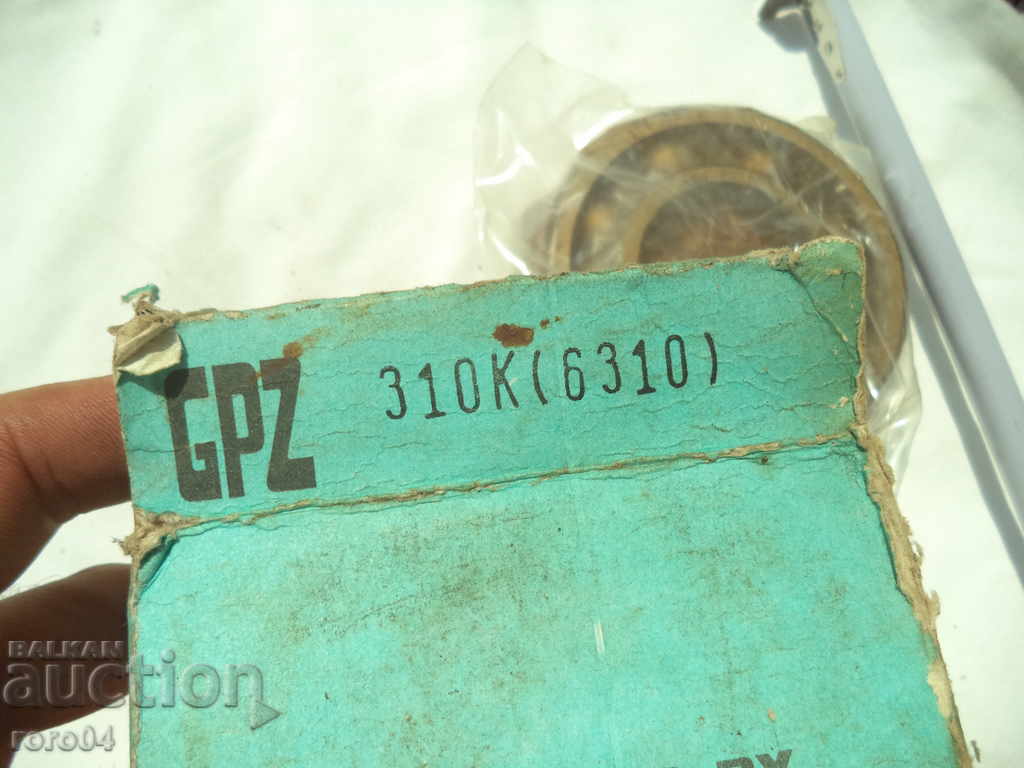 GPZ 310K(6310)
BALKAN
auction
roro04